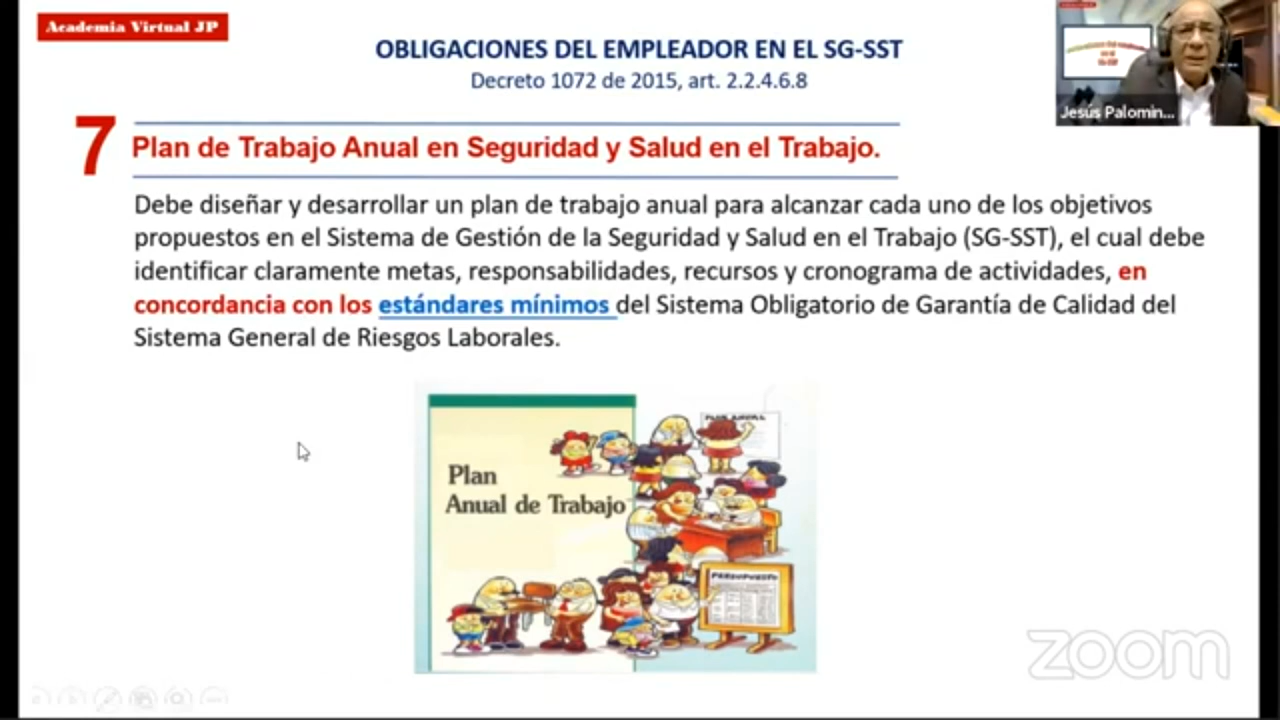 Academia Virtual JP
OBLIGACIONES DEL EMPLEADOR EN EL SG-SST
Decreto 1072 de 2015, art. 2.2.4.6.8
Jesús Palomin...
7
Plan de Trabajo Anual en Seguridad y Salud en el Trabajo.
Debe diseñar y desarrollar un plan de trabajo anual para alcanzar cada uno de los objetivos
propuestos en el Sistema de Gestión de la Seguridad y Salud en el Trabajo (SG-SST), el cual debe
identificar claramente metas, responsabilidades, recursos y cronograma de actividades, en
concordancia con los estándares mínimos del Sistema Obligatorio de Garantía de Calidad del
Sistema General de Riesgos Laborales.
PLAN ANUAL
Plan
Anual de Trabajo
PRESUPUESTO
zoom